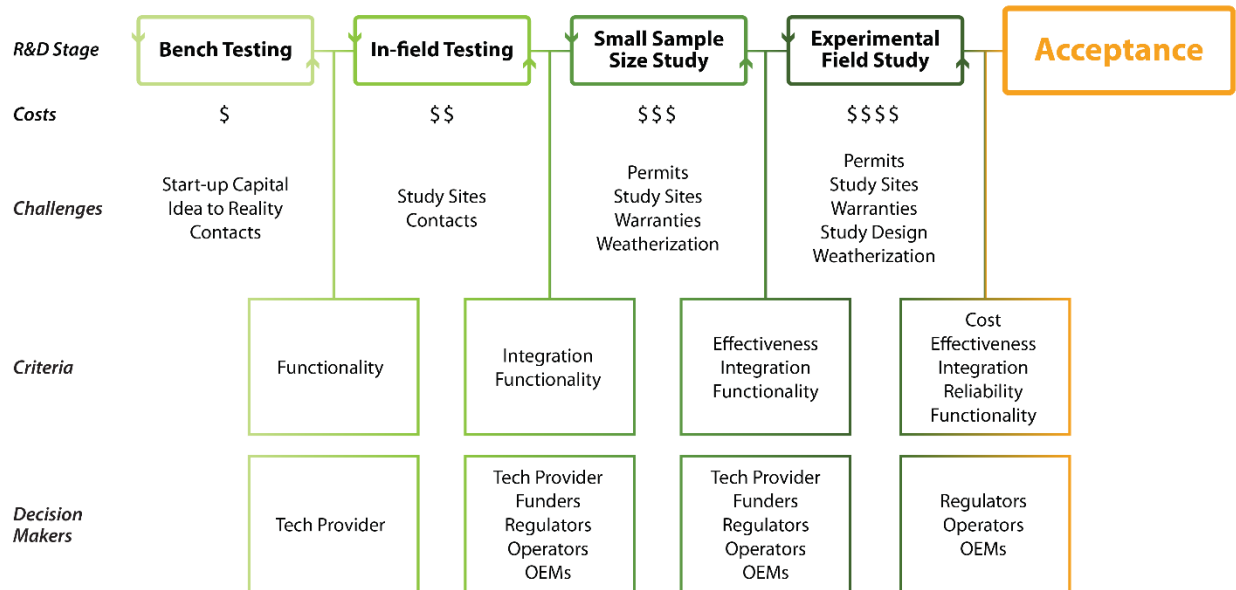 R&D Stage
Bench Testing
In-field Testing
Small Sample
Size Study
Experimental
Field Study
Acceptance
Costs
$
$$
$$$
$$$$
Challenges
Start-up Capital
Idea to Reality
Contacts
Study Sites
Contacts
Permits
Study Sites
Warranties
Weatherization
Permits
Study Sites
Warranties
Study Design
Weatherization
Criteria
Functionality
Integration
Functionality
Effectiveness
Integration
Functionality
Cost
Effectiveness
Integration
Reliability
Functionality
Decision
Makers
Tech Provider
Tech Provider
Funders
Regulators
Operators
OEMs
Tech Provider
Funders
Regulators
Operators
OEMs
Regulators
Operators
OEMs